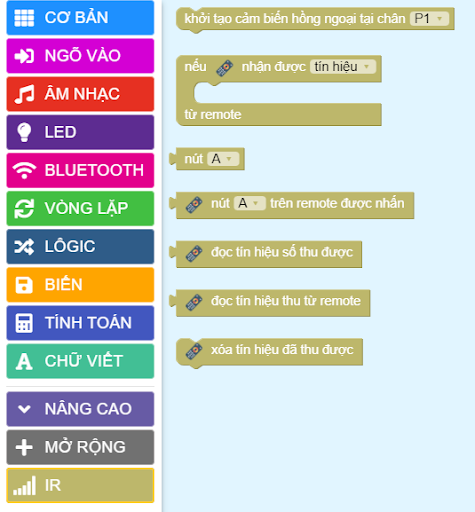 CƠ BẢN
NGÕ VÀO
ÂM NHẠC
LED
BLUETOOTH
VÒNG LẶP
LÔGIC
BIẾN
TÍNH TOÁN
CHỮ VIẾT
NÂNG CAO
MỞ RỘNG
IR
khởi tạo cảm biến hồng ngoại tại chân P1
nếu nhận được tín hiệu
từ remote
nút A
nút A trên remote được nhấn
đọc tín hiệu số thu được
đọc tín hiệu thu từ remote
xóa tín hiệu đã thu được